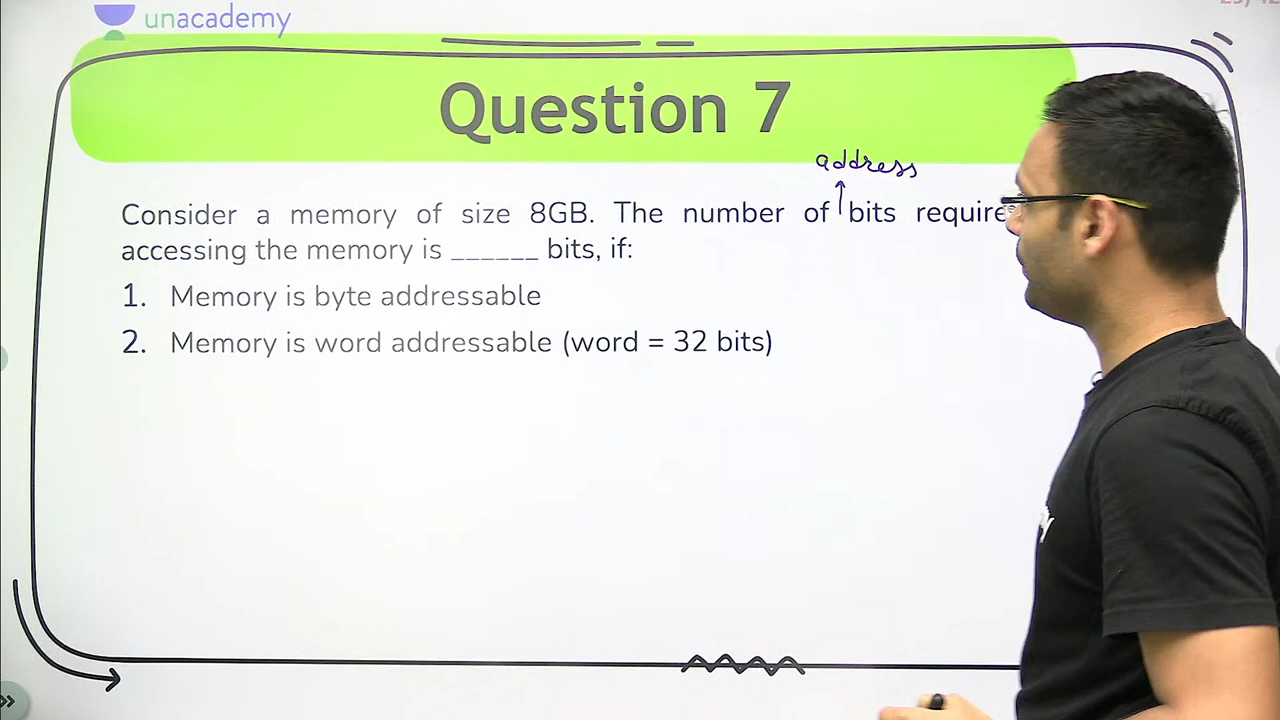 unacademy
Question 7
address
Consider a memory of size 8GB. The number of bits require
accessing the memory is ______ bits, if:
1. Memory is byte addressable
2. Memory is word addressable (word = 32 bits)